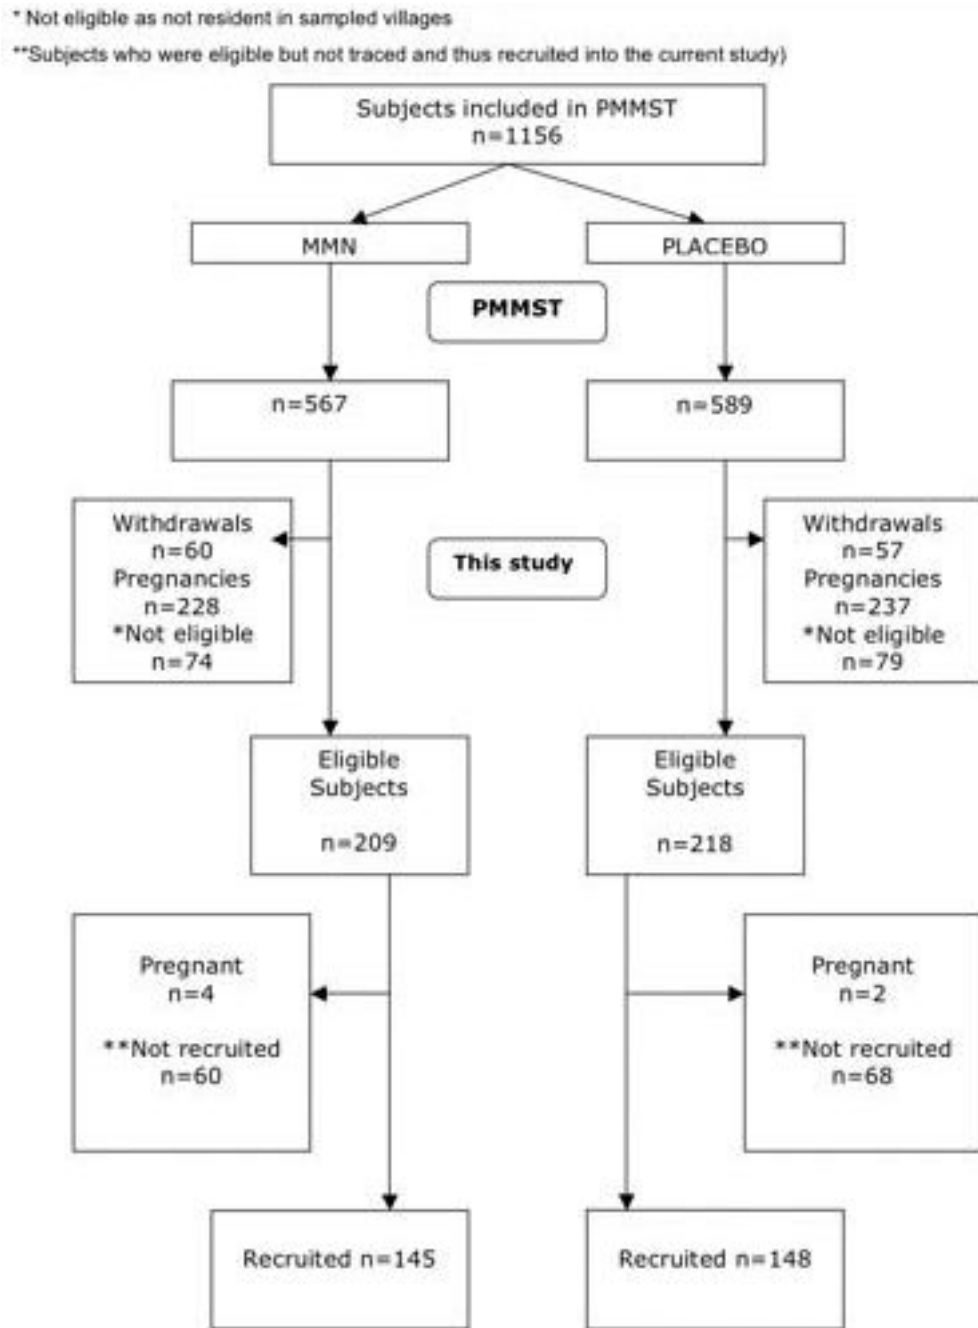 * Not eligible as not resident in sampled villages
**Subjects who were eligible but not traced and thus recruited into the current study)
Subjects included in PMMST
n=1156
MMN
PLACEBO
PMMST
n=567
n=589
Withdrawals
n=60
Pregnancies
n=228
*Not eligible
n=74
This study
Withdrawals
n=57
Pregnancies
n=237
*Not eligible
n=79
Eligible
Subjects
n=209
Eligible
Subjects
n=218
Pregnant
n=4
**Not recruited
n=60
Pregnant
n=2
**Not recruited
n=68
Recruited n=145
Recruited n=148